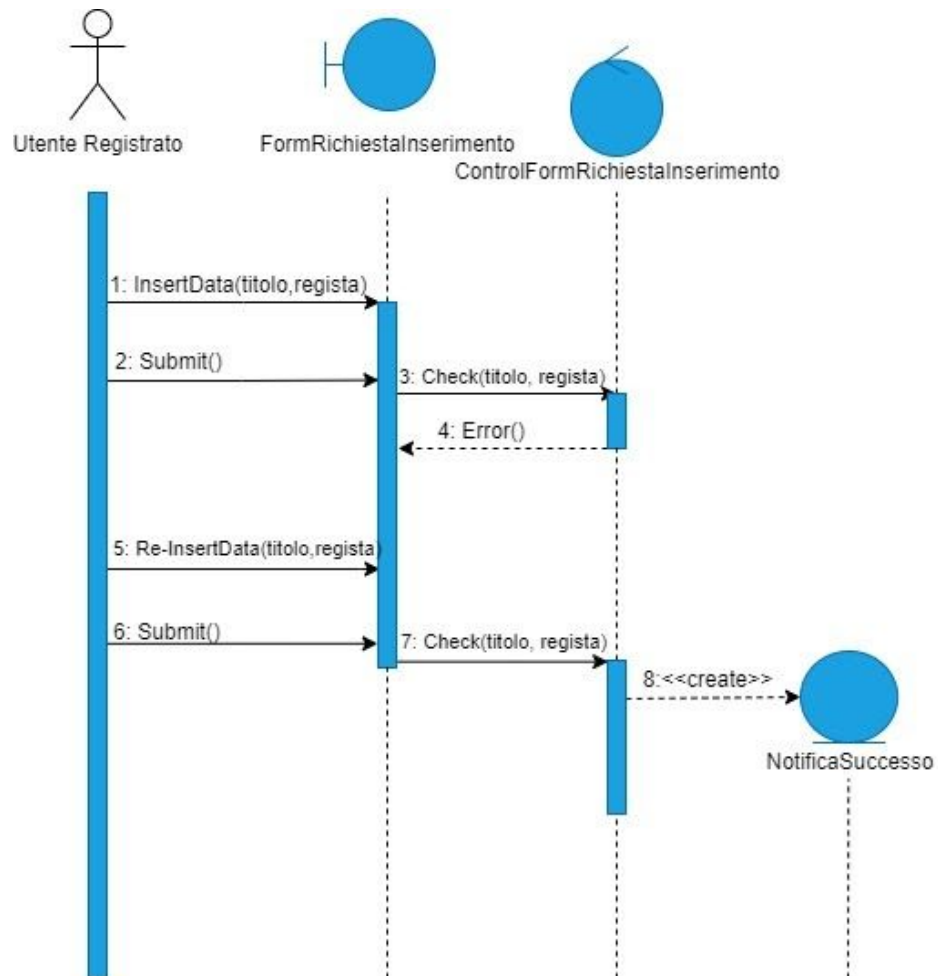 Utente Registrato
FormRichiestaInserimento
ControlFormRichiestaInserimento
1: InsertData(titolo,regista)
2: Submit()
3: Check(titolo, regista)
4: Error()
5: Re-InsertData(titolo,regista)
6: Submit()
7: Check(titolo, regista)
8:<<create>>
NotificaSuccesso